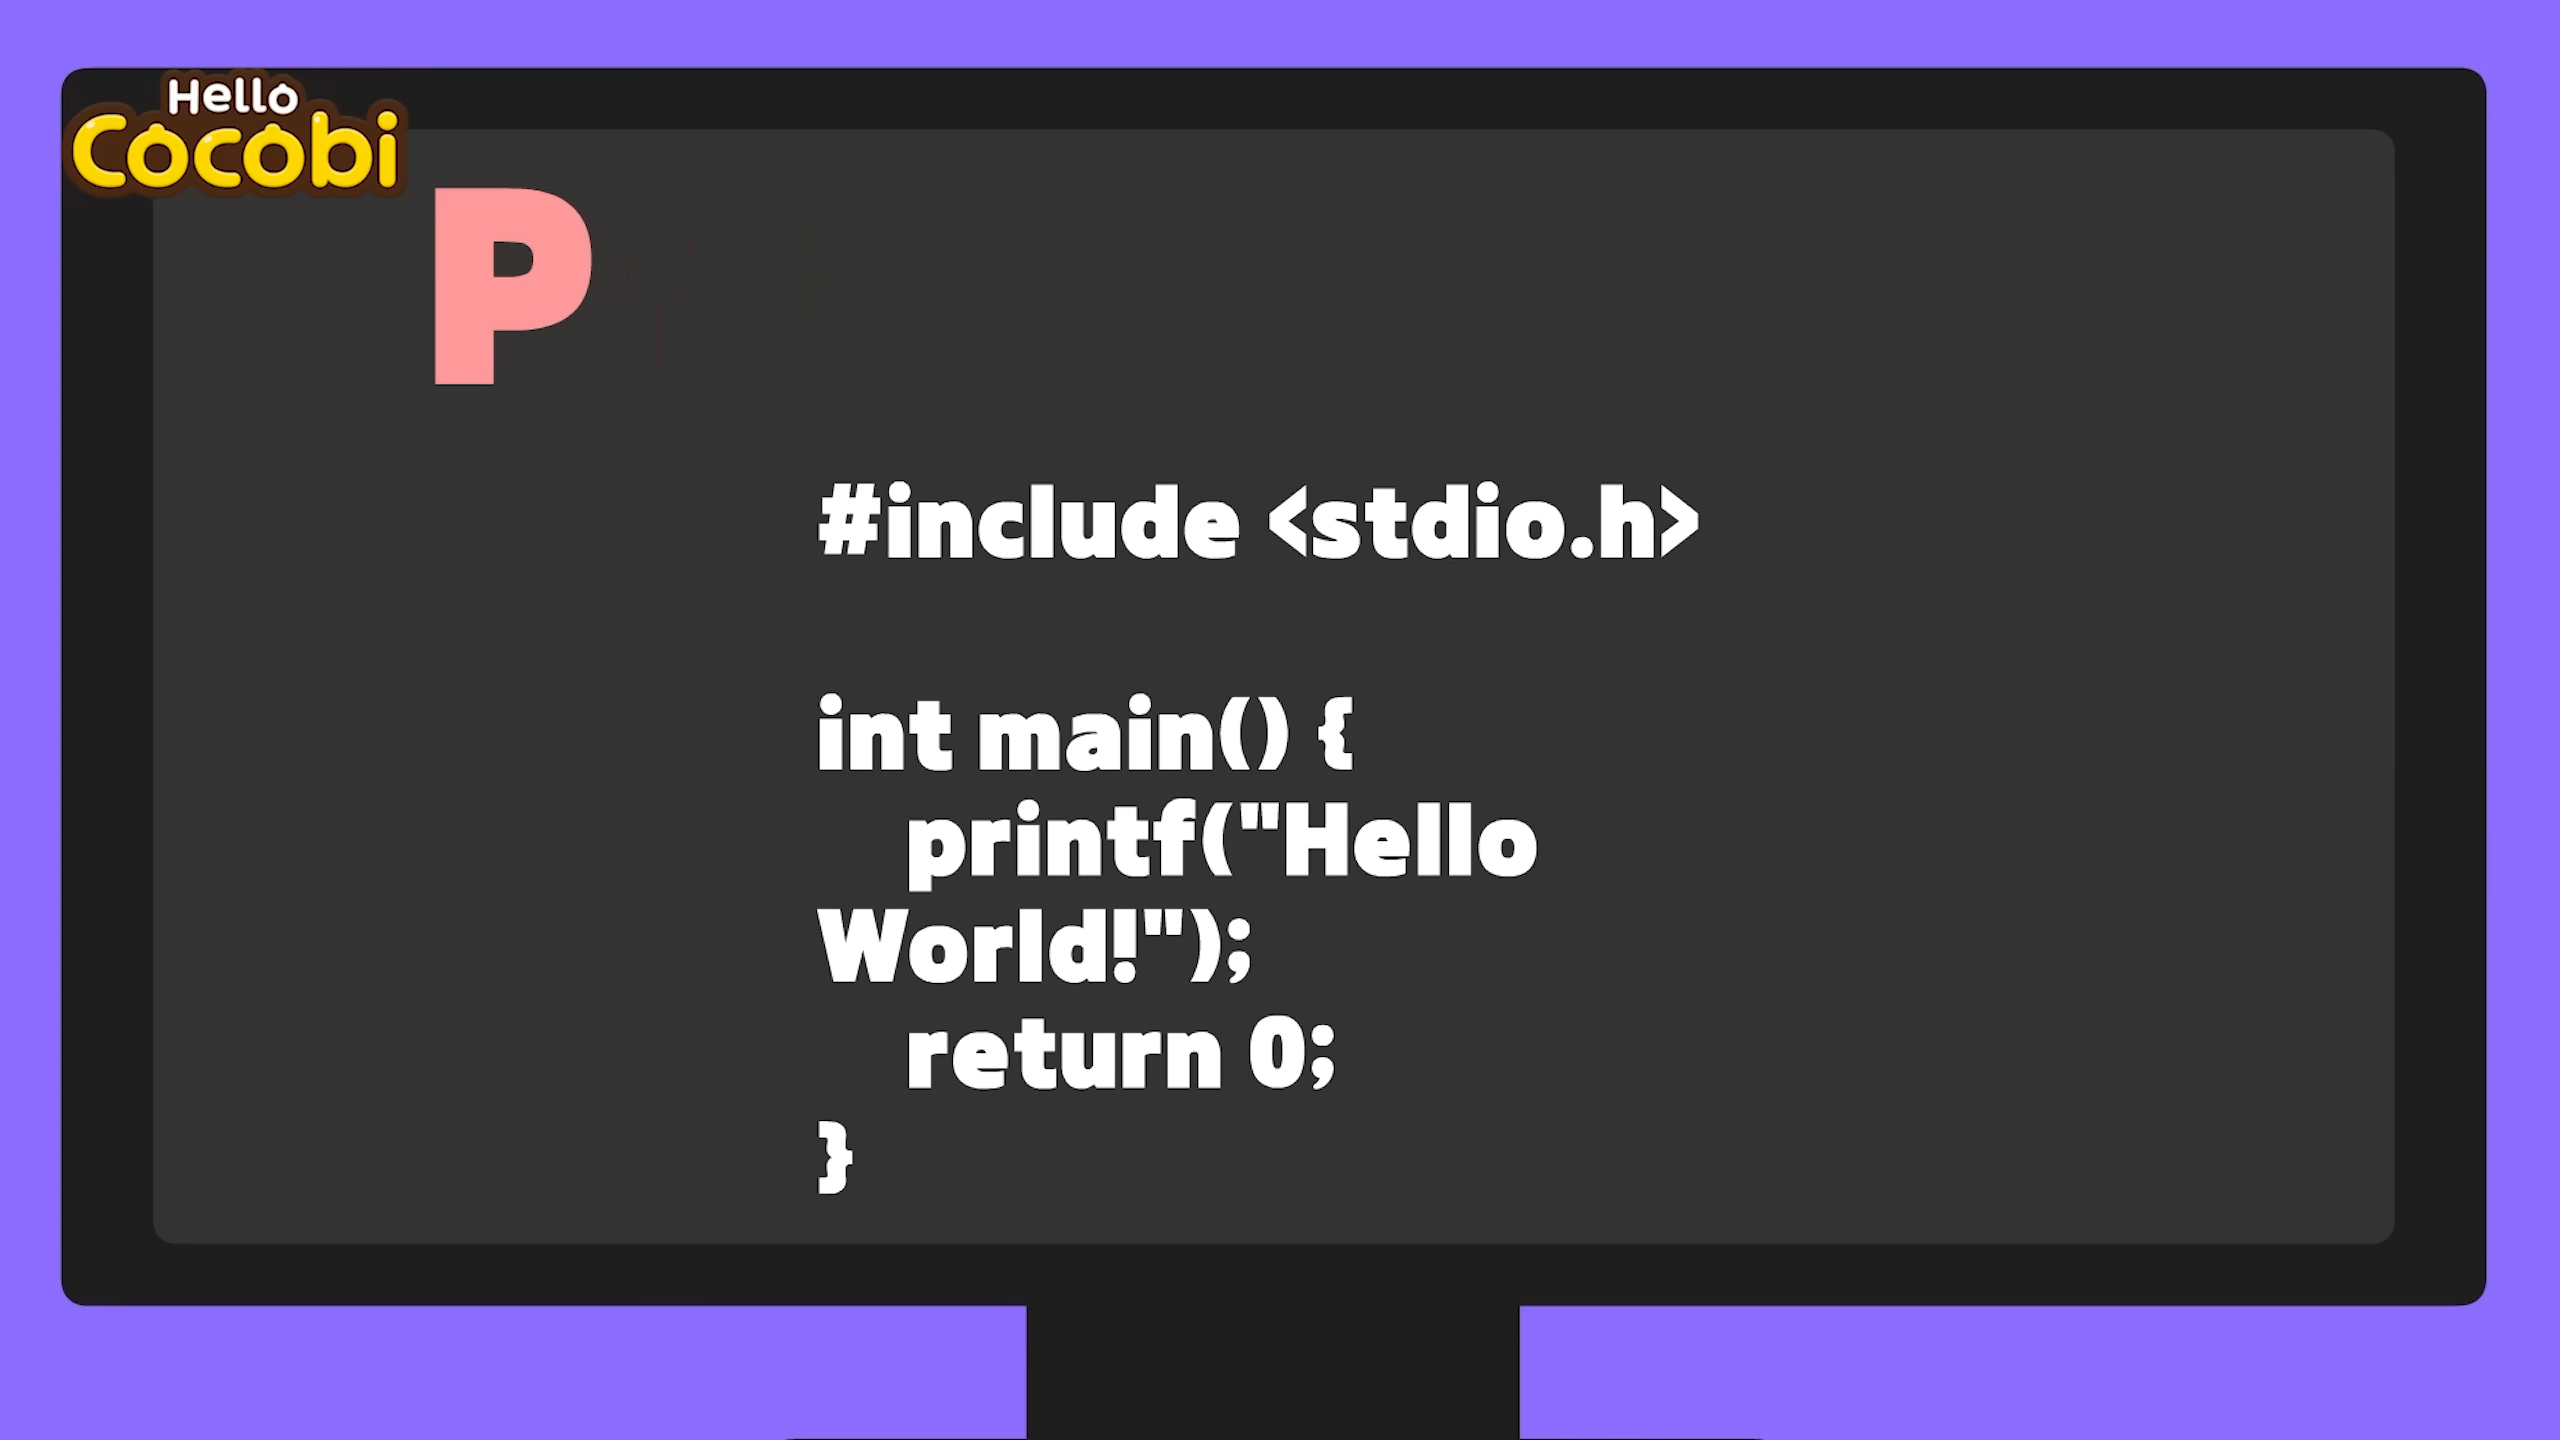 Hello
Cocobi
P
#include <stdio.h>

int main() {
   printf("Hello
World!");
   return 0;
}